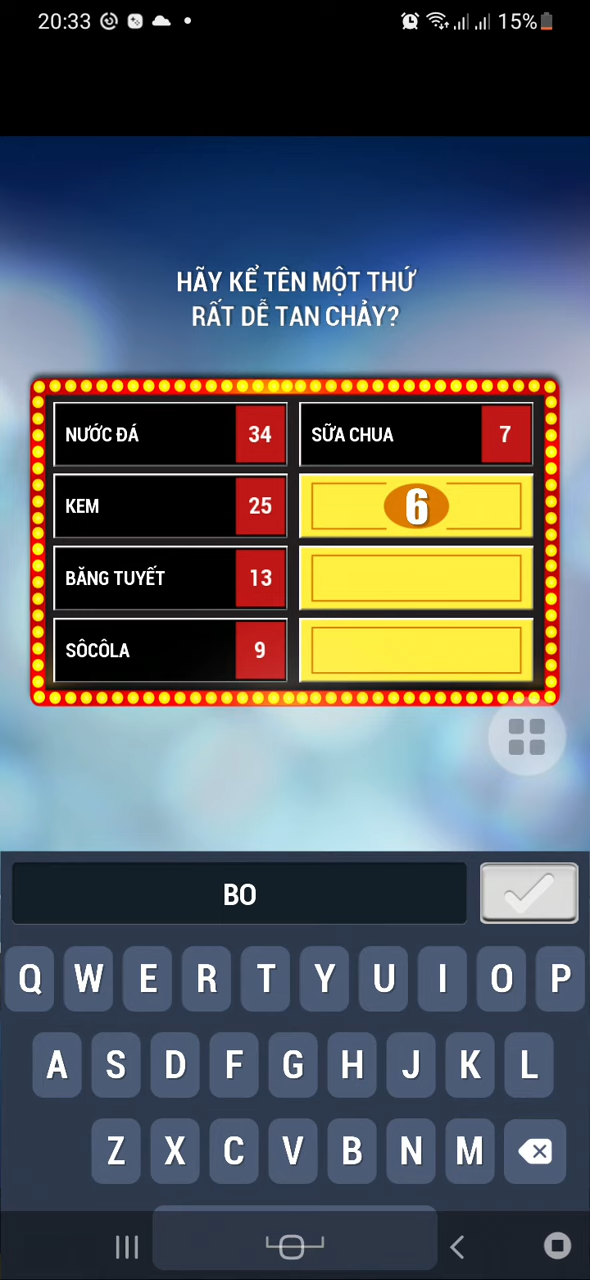 20:33
15%
HÃY KỂ TÊN MỘT THỨ
RẤT DỄ TAN CHẢY?
NƯỚC ĐÁ 34
SỮA CHUA 7
KEM 25
6
BĂNG TUYẾT 13
SÔCÔLA 9
BO
Q W E R T Y U I O P
A S D F G H J K L
Z X C V B N M